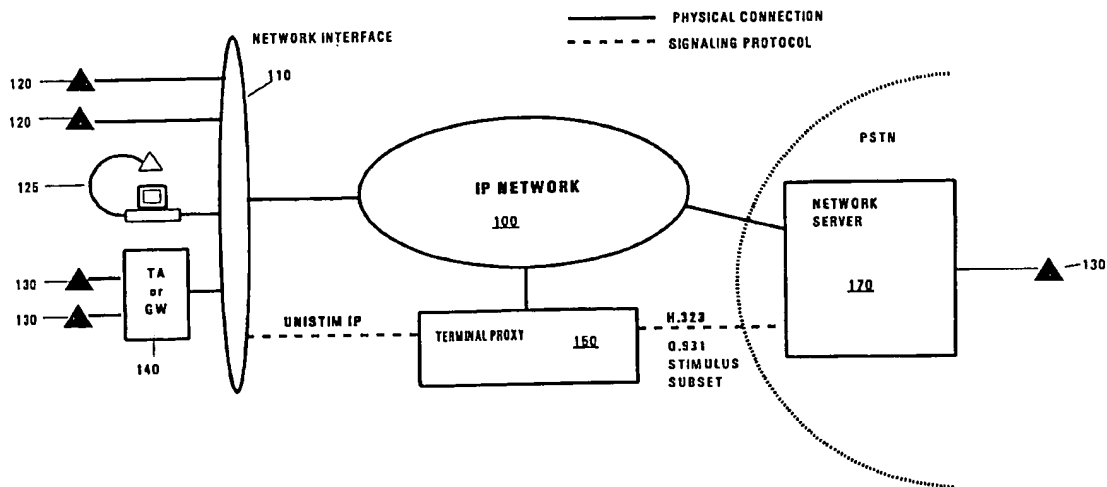 PHYSICAL CONNECTION
NETWORK INTERFACE
SIGNALING PROTOCOL
110
120
120
PSTN
125
IP NETWORK
100
NETWORK
SERVER
170
130
130
130
TA
or
GW
140
UNISTIM IP
TERMINAL PROXY
150
H.323
Q.931
STIMULUS
SUBSET